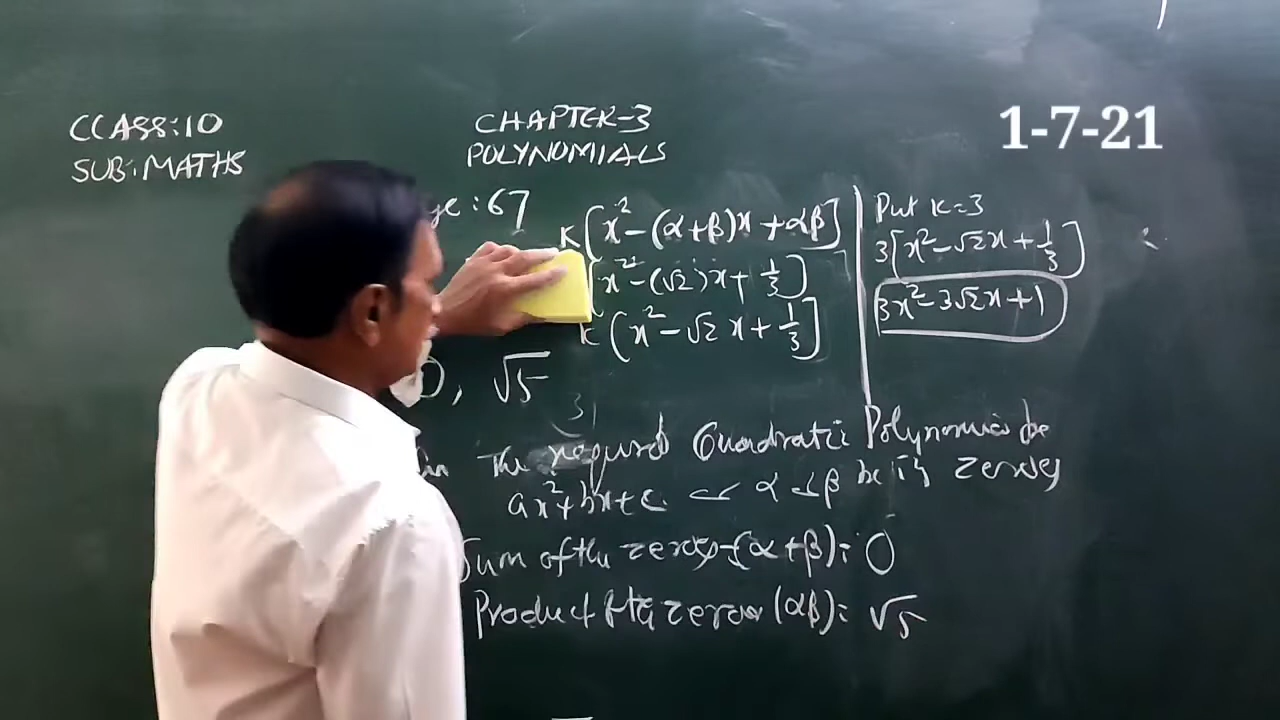 CLASS:10
SUB:MATHS
CHAPTER-3
POLYNOMIALS
1-7-21
:67
K[x²-(α+β)x+αβ]
[x²-(√2)x+1/3]
K[x²-√2x+1/3]
Put K=3
3[x²-√2x+1/3]
3x²-3√2x+1
0, √5
The required Quadratic Polynomial be
ax²+bx+c α β be its zeroes
Sum of the zeroes (α+β)= 0
Product of the zeroes (αβ)= √5